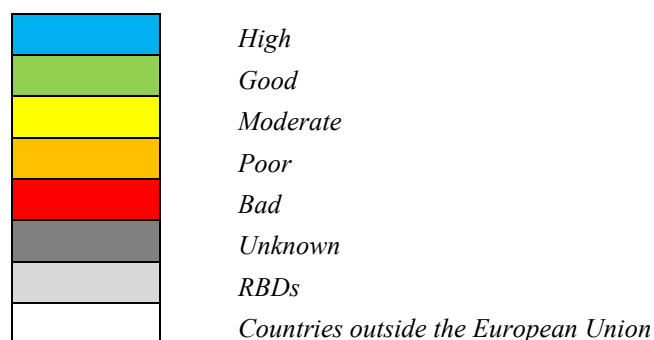 High
Good
Moderate
Poor
Bad
Unknown
RBDs
Countries outside the European Union